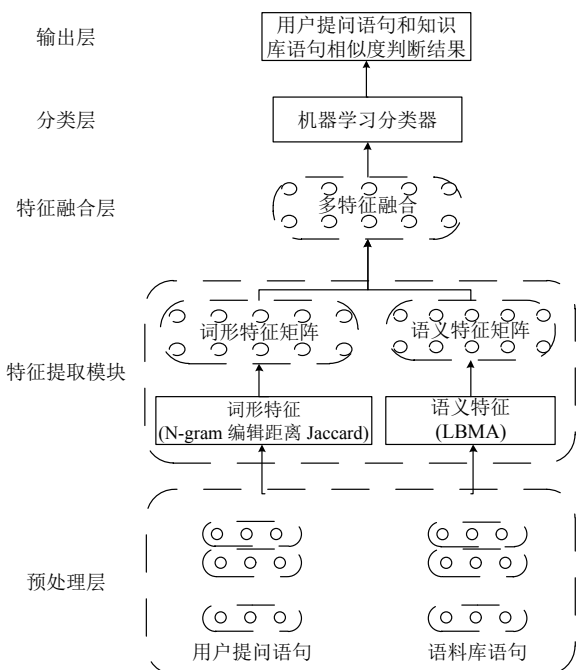 输出层
用户提问语句和知识
库语句相似度判断结果
分类层
机器学习分类器
特征融合层
多特征融合
词形特征矩阵
语义特征矩阵
特征提取模块
词形特征
(N-gram 编辑距离 Jaccard)
语义特征
(LBMA)
预处理层
用户提问语句
语料库语句